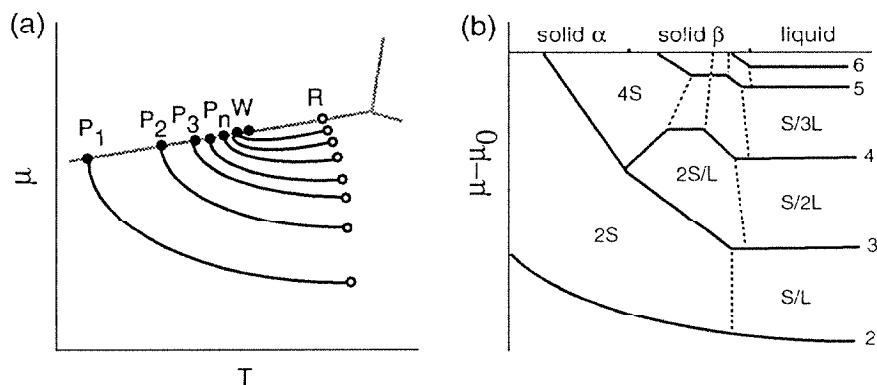 (a)
P1
P2
P3
Pn
W
R
μ
T
(b)
solid α
solid β
liquid
μ-μ0
4S
2S/L
2S
S/3L
S/2L
S/L
6
5
4
3
2